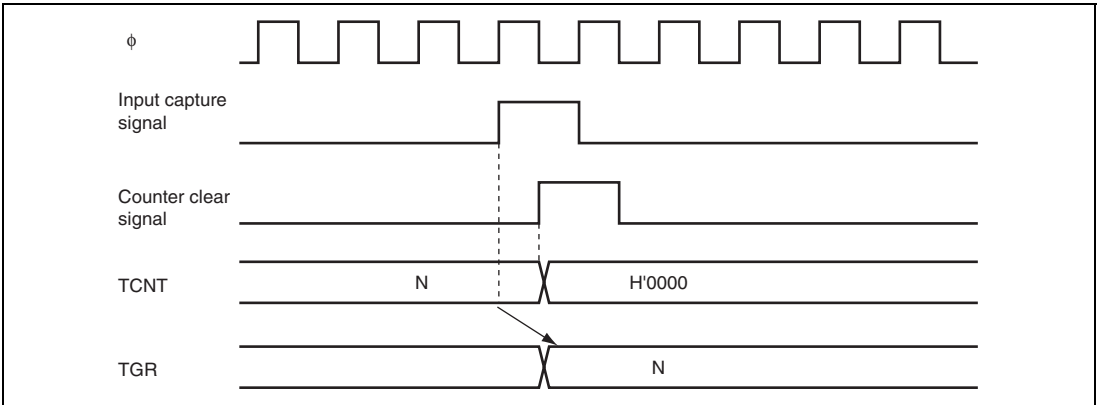 ϕ
Input capture
signal
Counter clear
signal
TCNT
N
H'0000
TGR
N